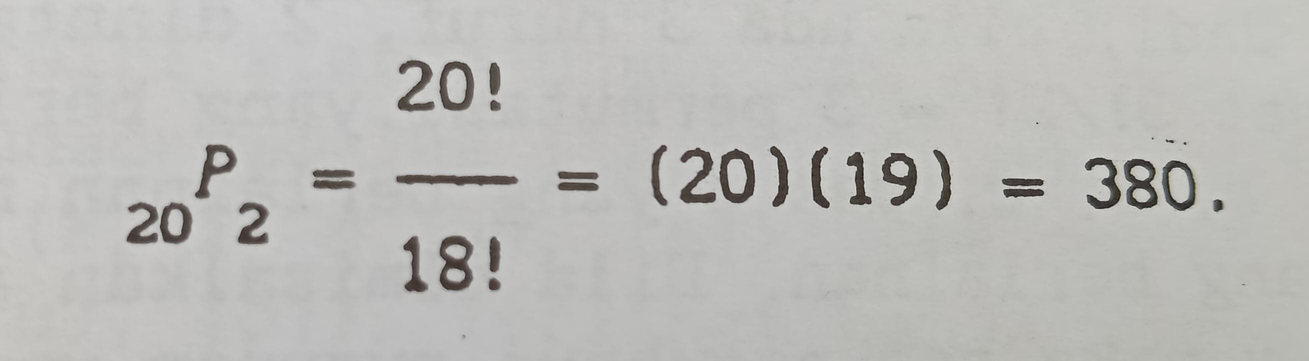 ₂₀P₂ = 20!/18! = (20)(19) = 380.